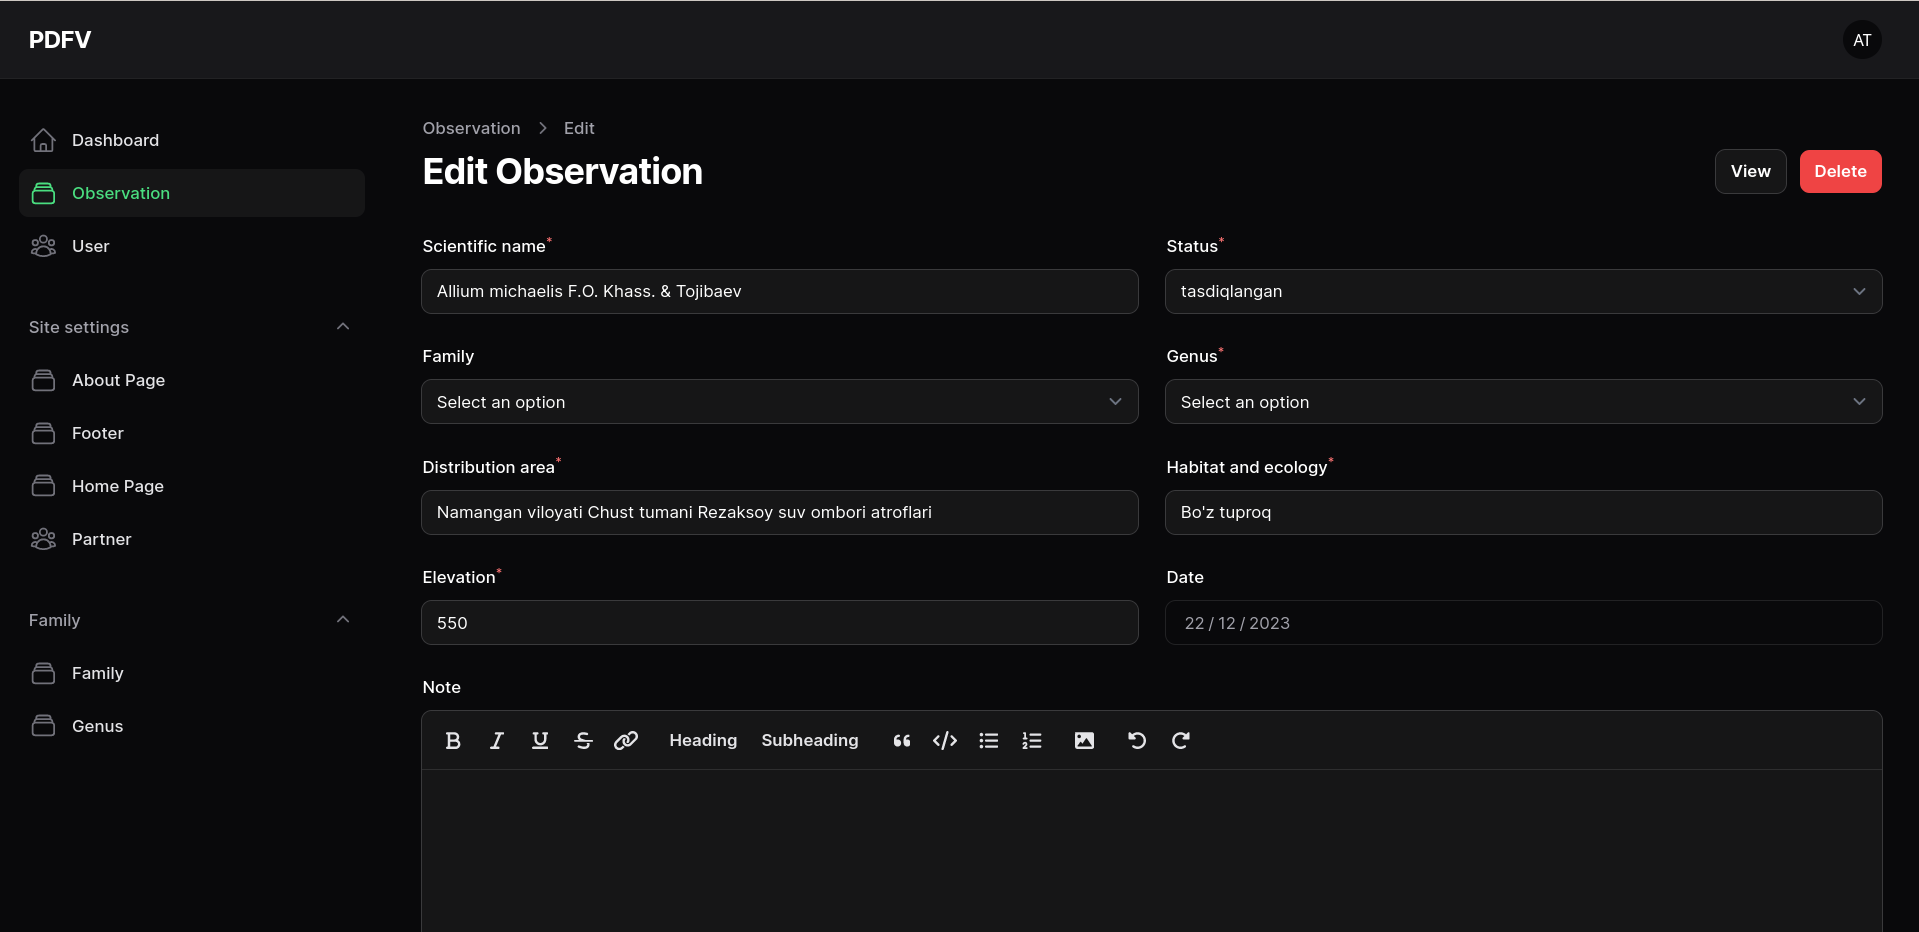 PDFV
AT
Dashboard
Observation
User
Site settings
About Page
Footer
Home Page
Partner
Family
Family
Genus
Observation > Edit
Edit Observation
View
Delete
Scientific name*
Allium michaelis F.O. Khass. & Tojibaev
Status*
tasdiqlangan
Family
Select an option
Genus*
Select an option
Distribution area*
Namangan viloyati Chust tumani Rezaksoy suv ombori atroflari
Habitat and ecology*
Bo'z tuproq
Elevation*
550
Date
22 / 12 / 2023
Note
Heading
Subheading